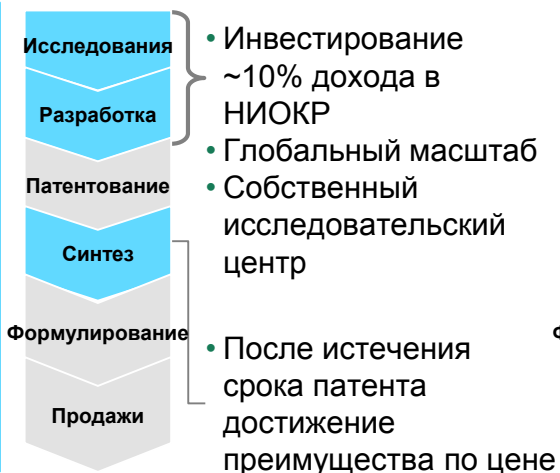 Исследования
Разработка
Патентование
Синтез
Формулирование
Продажи
• Инвестирование
~10% дохода в
НИОКР
• Глобальный масштаб
• Собственный
исследовательский
центр
• После истечения
срока патента
достижение
преимущества по цене